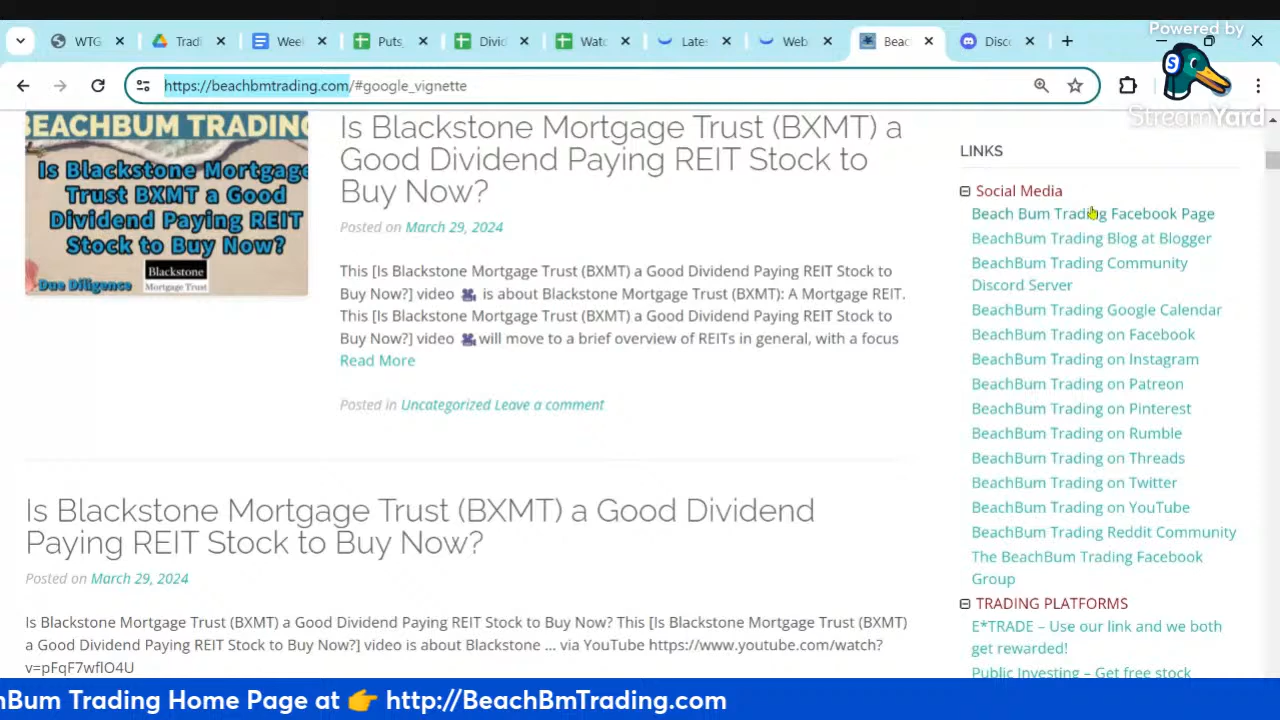 WTG
Tradi
Weel
Puts_
Divid
Watc
Late
Web
Beac
Disco
Powered by
https://beachbmtrading.com/#google_vignette
S
StreamYard
BEACHBUM TRADING
Is Blackstone Mortgage
Trust BXMT a Good
Dividend Paying REIT
Stock to Buy Now?
Due Diligence
Blackstone
Mortgage Trust
Is Blackstone Mortgage Trust (BXMT) a
Good Dividend Paying REIT Stock to
Buy Now?
Posted on March 29, 2024
This [Is Blackstone Mortgage Trust (BXMT) a Good Dividend Paying REIT Stock to
Buy Now?] video 🎥 is about Blackstone Mortgage Trust (BXMT): A Mortgage REIT.
This [Is Blackstone Mortgage Trust (BXMT) a Good Dividend Paying REIT Stock to
Buy Now?] video 🎥will move to a brief overview of REITs in general, with a focus
Read More
Posted in Uncategorized Leave a comment
Is Blackstone Mortgage Trust (BXMT) a Good Dividend
Paying REIT Stock to Buy Now?
Posted on March 29, 2024
Is Blackstone Mortgage Trust (BXMT) a Good Dividend Paying REIT Stock to Buy Now? This [Is Blackstone Mortgage Trust (BXMT)
a Good Dividend Paying REIT Stock to Buy Now?] video is about Blackstone ... via YouTube https://www.youtube.com/watch?
v=pFqF7wflO4U
LINKS
Social Media
Beach Bum Trading Facebook Page
BeachBum Trading Blog at Blogger
BeachBum Trading Community
Discord Server
BeachBum Trading Google Calendar
BeachBum Trading on Facebook
BeachBum Trading on Instagram
BeachBum Trading on Patreon
BeachBum Trading on Pinterest
BeachBum Trading on Rumble
BeachBum Trading on Threads
BeachBum Trading on Twitter
BeachBum Trading on YouTube
BeachBum Trading Reddit Community
The BeachBum Trading Facebook
Group
TRADING PLATFORMS
E*TRADE – Use our link and we both
get rewarded!
Public Investing – Get free stock
hBum Trading Home Page at 👉 http://BeachBmTrading.com